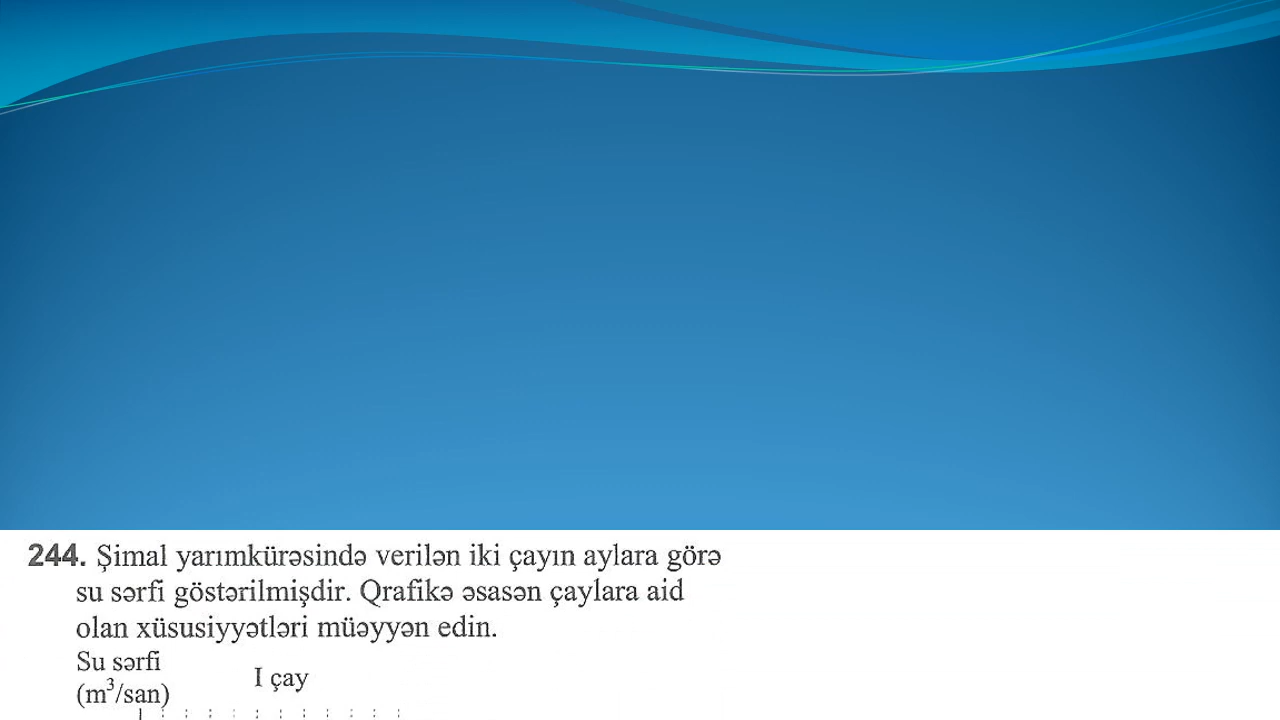 244. Şimal yarımkürəsində verilən iki çayın aylara görə
su sərfi göstərilmişdir. Qrafikə əsasən çaylara aid
olan xüsusiyyətləri müəyyən edin.
Su sərfi
(m³/san)
I çay